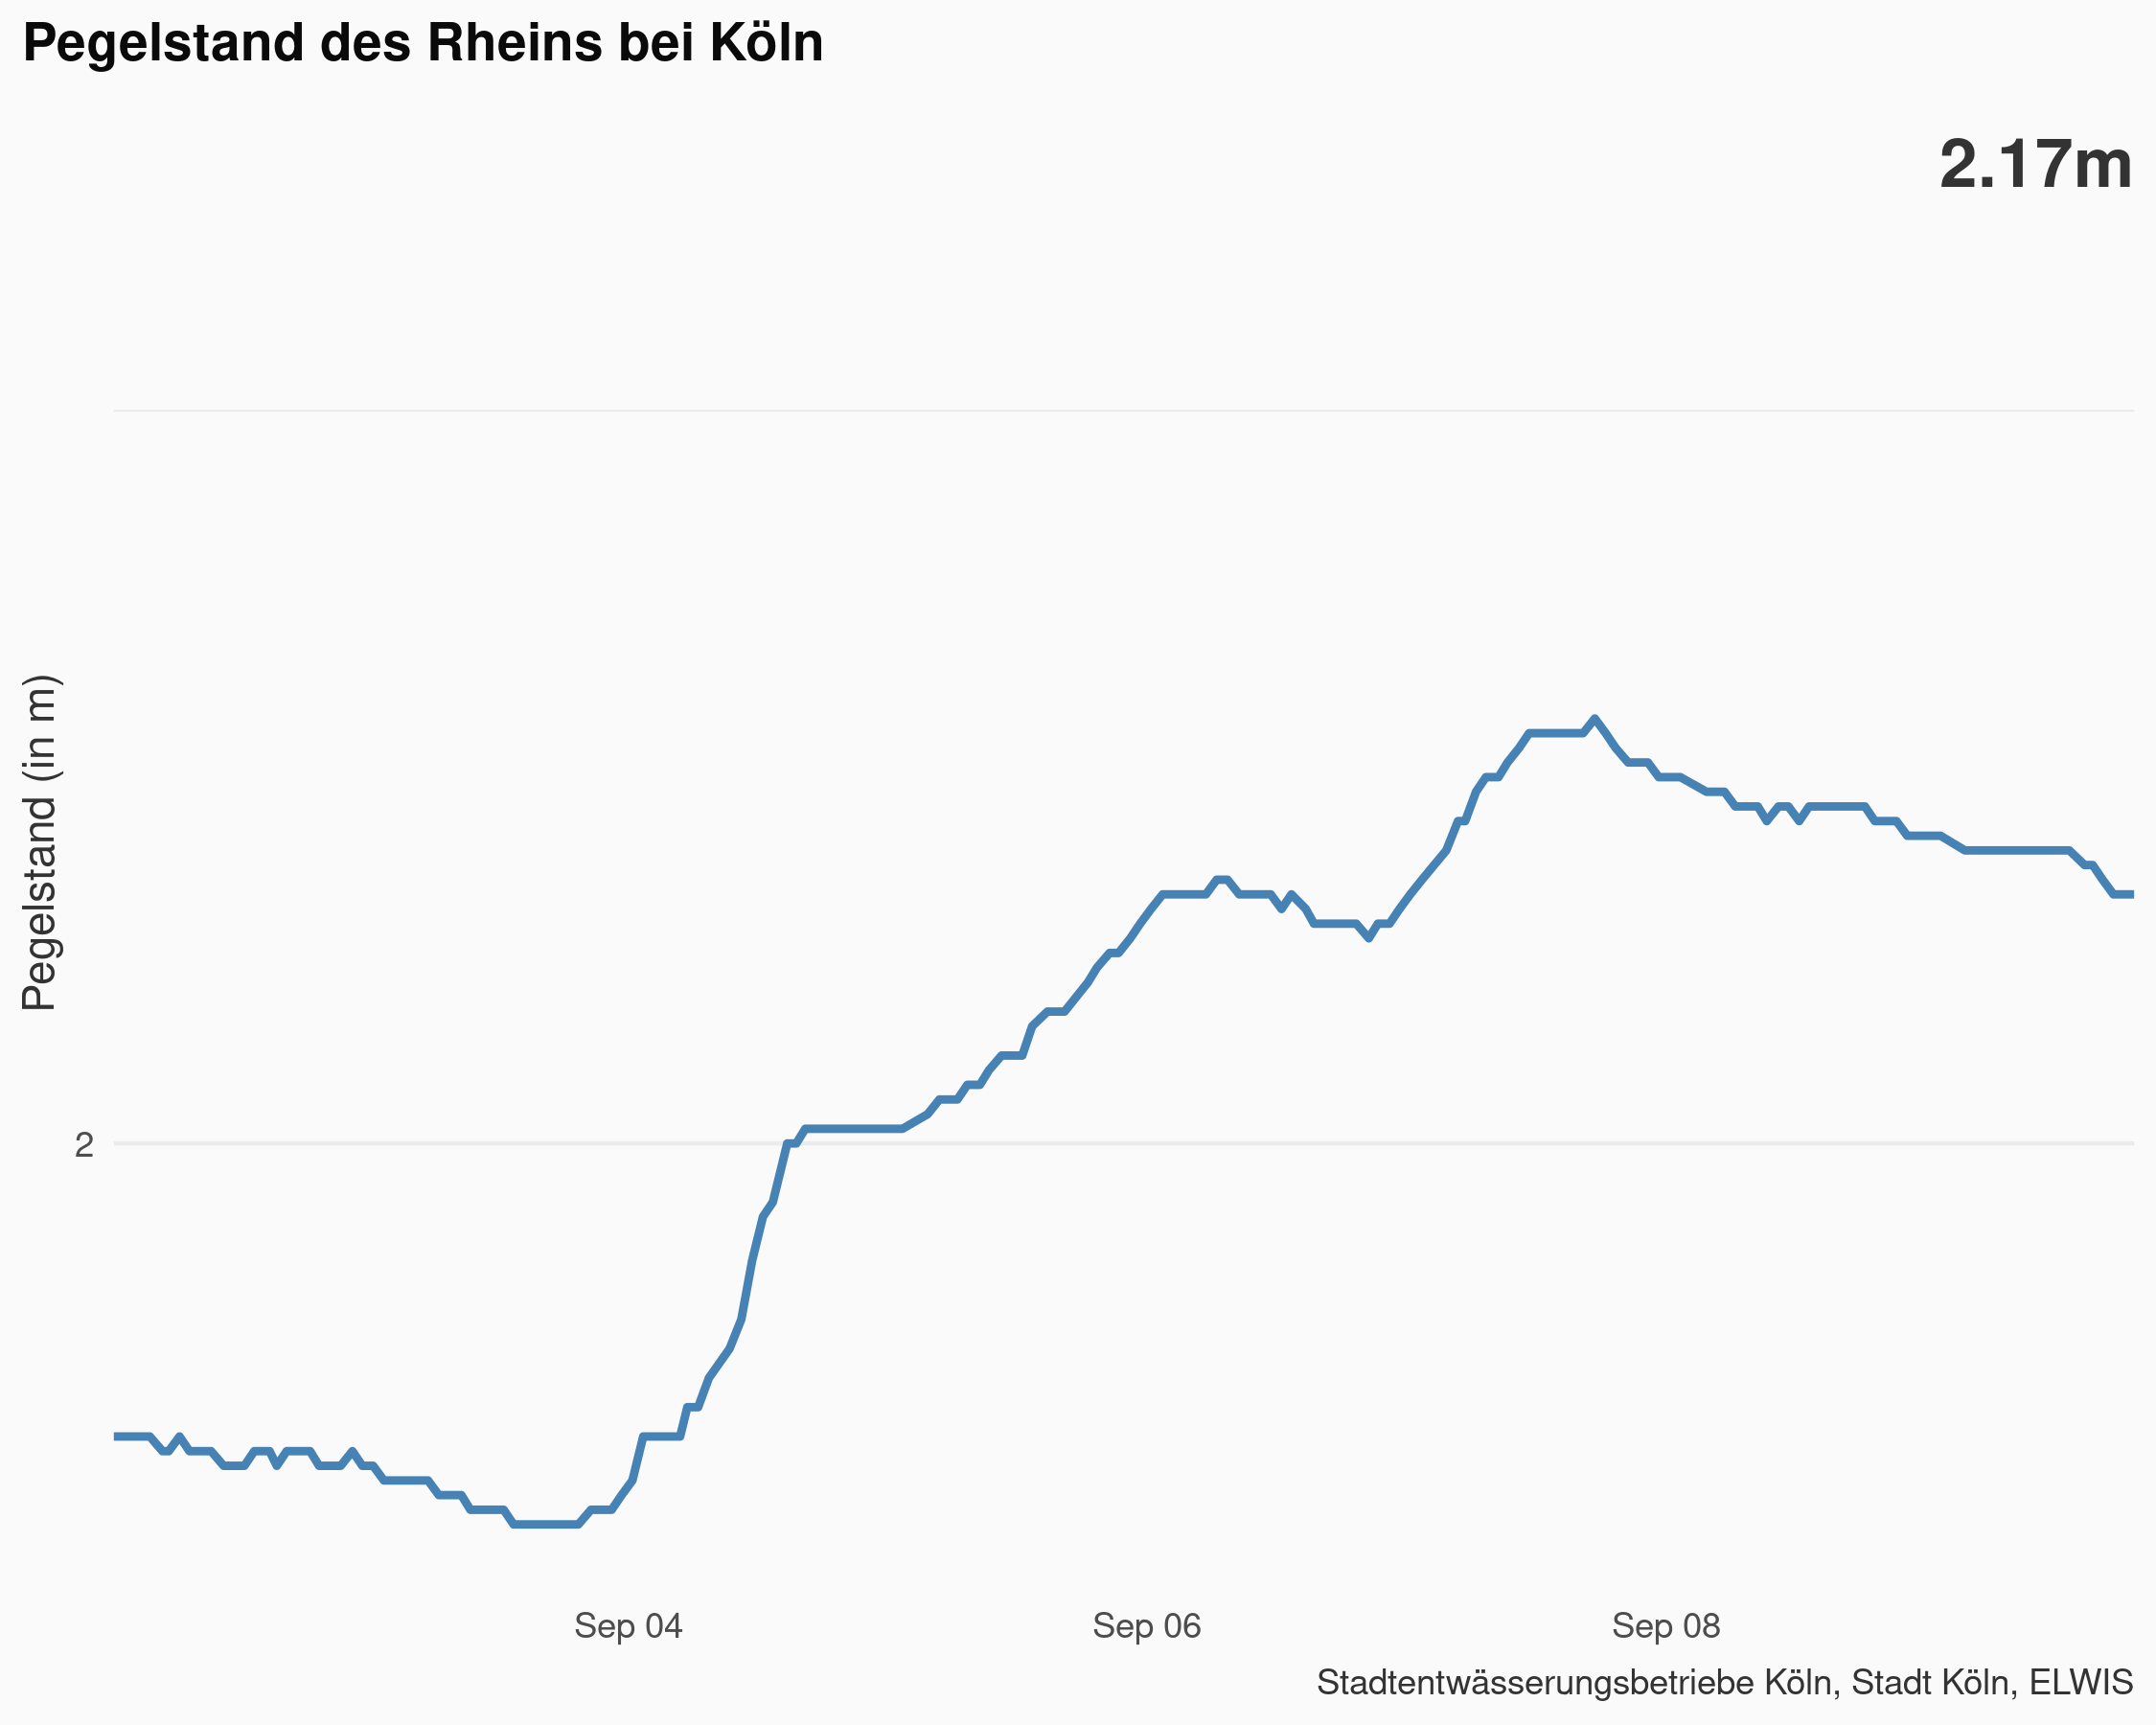 Pegelstand des Rheins bei Köln
2.17m
Pegelstand (in m)
2
Sep 04
Sep 06
Sep 08
Stadtentwässerungsbetriebe Köln, Stadt Köln, ELWIS